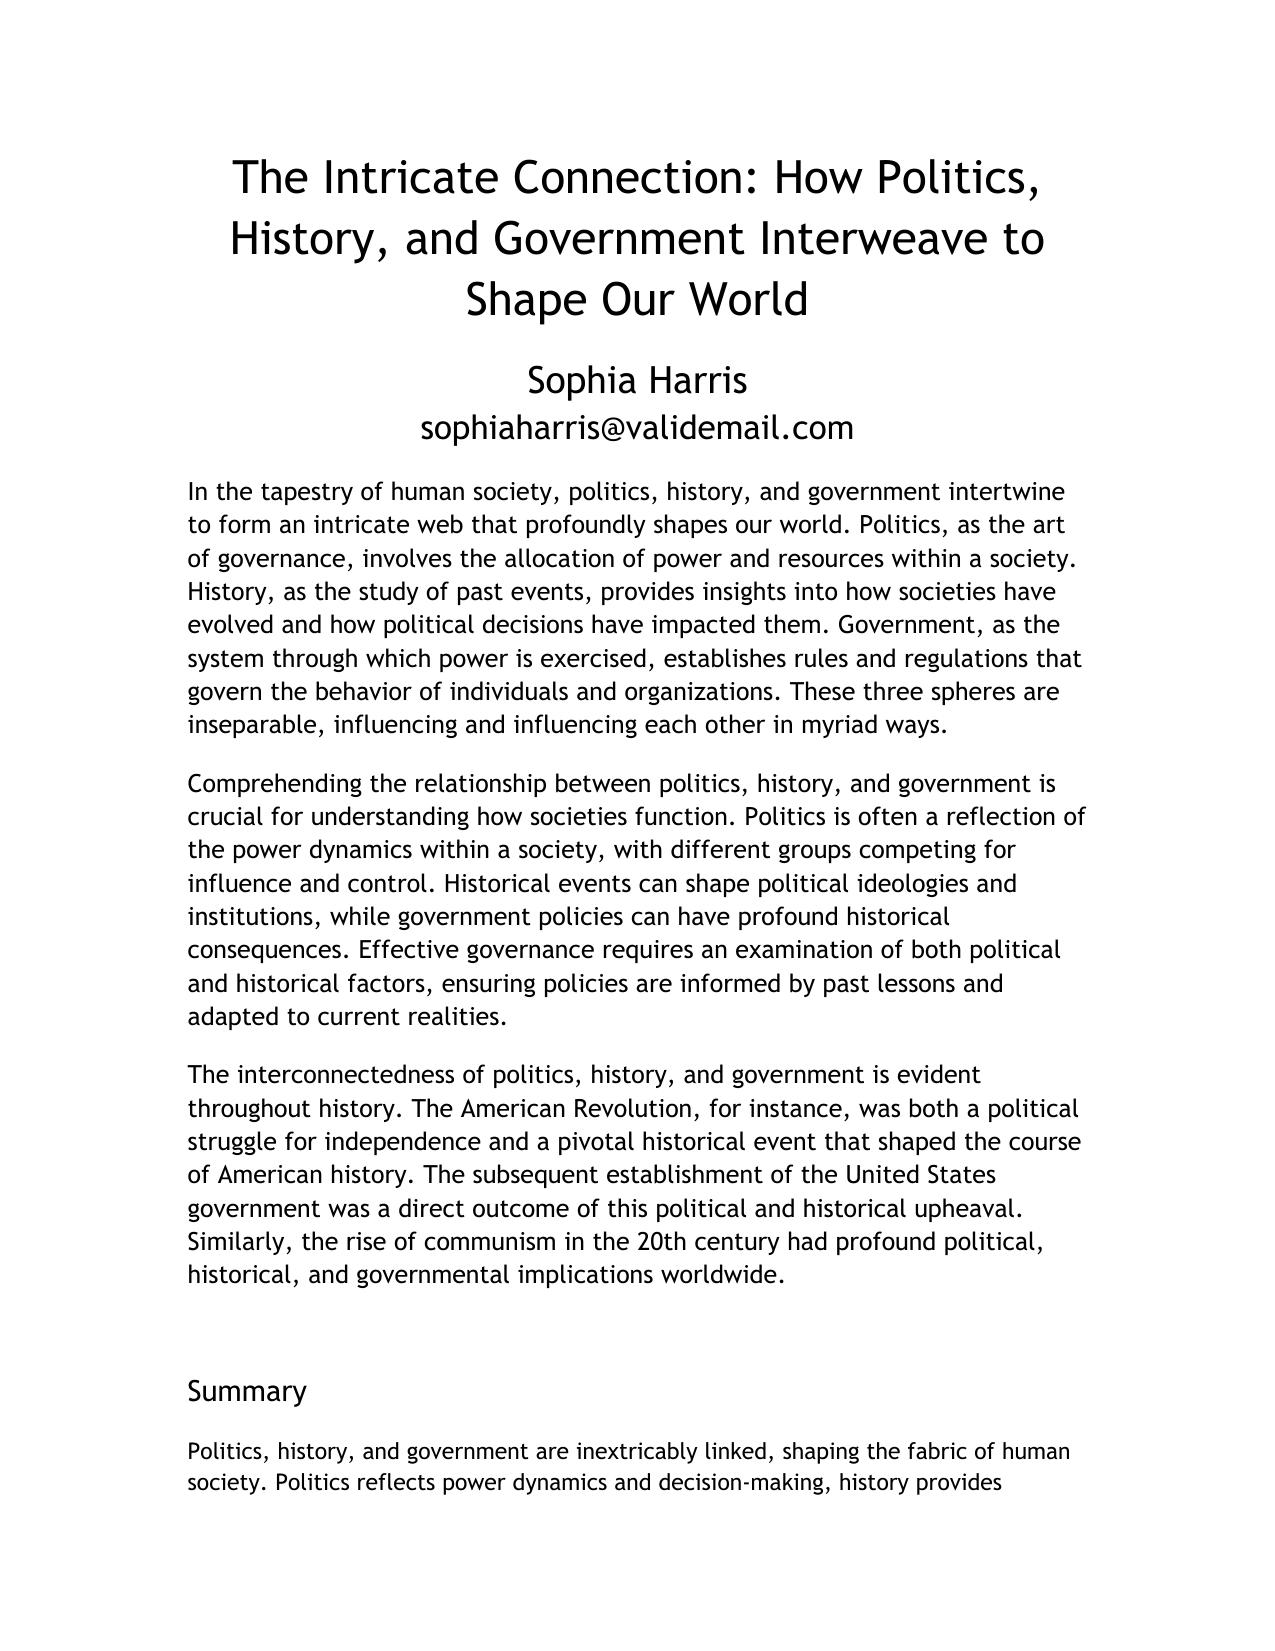 The Intricate Connection: How Politics,
History, and Government Interweave to
Shape Our World
Sophia Harris
sophiaharris@validemail.com
In the tapestry of human society, politics, history, and government intertwine
to form an intricate web that profoundly shapes our world. Politics, as the art
of governance, involves the allocation of power and resources within a society.
History, as the study of past events, provides insights into how societies have
evolved and how political decisions have impacted them. Government, as the
system through which power is exercised, establishes rules and regulations that
govern the behavior of individuals and organizations. These three spheres are
inseparable, influencing and influencing each other in myriad ways.
Comprehending the relationship between politics, history, and government is
crucial for understanding how societies function. Politics is often a reflection of
the power dynamics within a society, with different groups competing for
influence and control. Historical events can shape political ideologies and
institutions, while government policies can have profound historical
consequences. Effective governance requires an examination of both political
and historical factors, ensuring policies are informed by past lessons and
adapted to current realities.
The interconnectedness of politics, history, and government is evident
throughout history. The American Revolution, for instance, was both a political
struggle for independence and a pivotal historical event that shaped the course
of American history. The subsequent establishment of the United States
government was a direct outcome of this political and historical upheaval.
Similarly, the rise of communism in the 20th century had profound political,
historical, and governmental implications worldwide.
Summary
Politics, history, and government are inextricably linked, shaping the fabric of human
society. Politics reflects power dynamics and decision-making, history provides